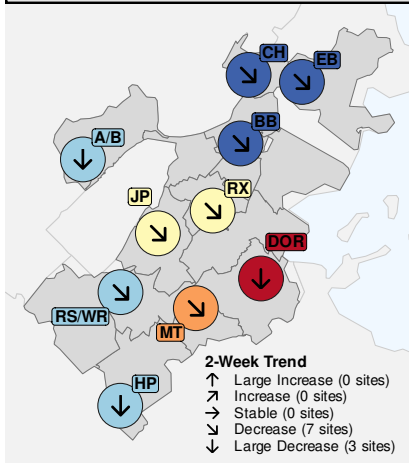 CH
EB
BB
A/B
RX
JP
DOR
RS/WR
MT
HP
2-Week Trend
↑ Large Increase (0 sites)
↗ Increase (0 sites)
→ Stable (0 sites)
↘ Decrease (7 sites)
↓ Large Decrease (3 sites)